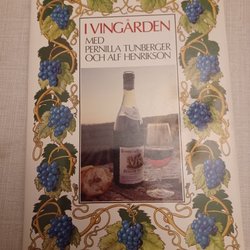 I VINGÅRDEN
MED
PERNILLA TUNBERGER
OCH ALF HENRIKSON